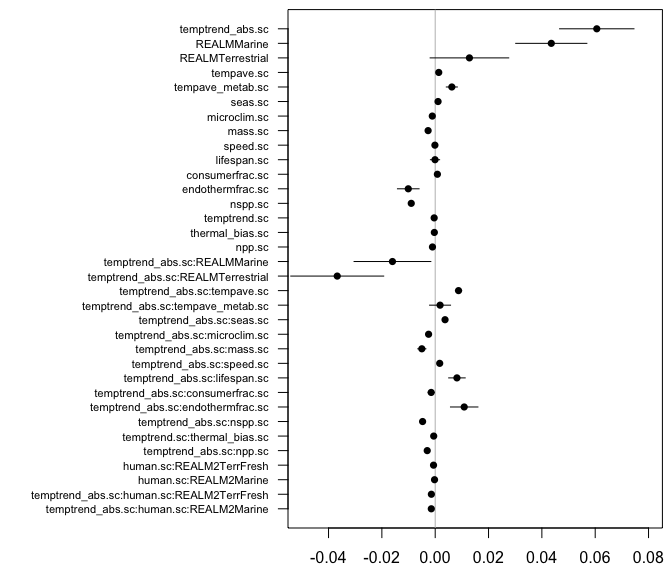 temptrend_abs.sc
REALMMarine
REALMTerrestrial
tempave.sc
tempave_metab.sc
seas.sc
microclim.sc
mass.sc
speed.sc
lifespan.sc
consumerfrac.sc
endothermfrac.sc
nspp.sc
temptrend.sc
thermal_bias.sc
npp.sc
temptrend_abs.sc:REALMMarine
temptrend_abs.sc:REALMTerrestrial
temptrend_abs.sc:tempave.sc
temptrend_abs.sc:tempave_metab.sc
temptrend_abs.sc:seas.sc
temptrend_abs.sc:microclim.sc
temptrend_abs.sc:mass.sc
temptrend_abs.sc:speed.sc
temptrend_abs.sc:lifespan.sc
temptrend_abs.sc:consumerfrac.sc
temptrend_abs.sc:endothermfrac.sc
temptrend_abs.sc:nspp.sc
temptrend.sc:thermal_bias.sc
temptrend_abs.sc:npp.sc
human.sc:REALM2TerrFresh
human.sc:REALM2Marine
temptrend_abs.sc:human.sc:REALM2TerrFresh
temptrend_abs.sc:human.sc:REALM2Marine
-0.04 -0.02 0.00 0.02 0.04 0.06 0.08